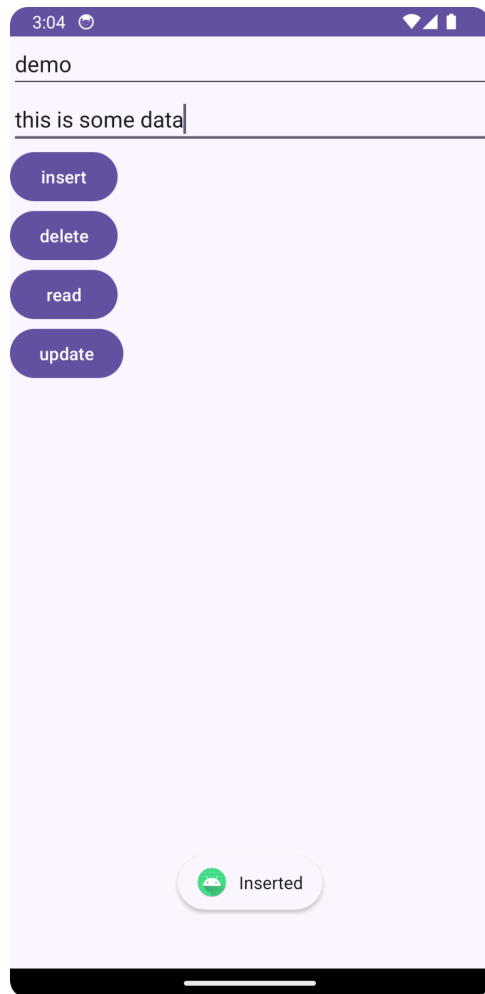 3:04
demo
this is some data
insert
delete
read
update
Inserted